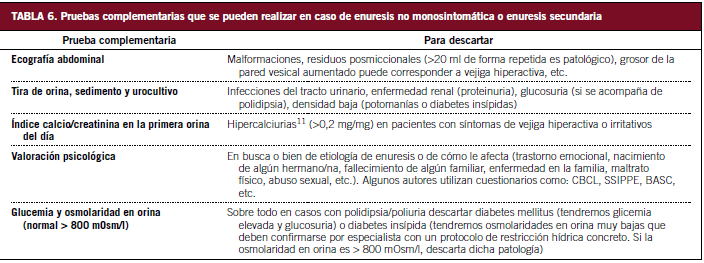 TABLA 6. Pruebas complementarias que se pueden realizar en caso de enuresis no monosintomática o enuresis secundaria
Prueba complementaria Para descartar
Ecografía abdominal Malformaciones, residuos posmiccionales (>20 ml de forma repetida es patológico), grosor de la
pared vesical aumentado puede corresponder a vejiga hiperactiva, etc.
Tira de orina, sedimento y urocultivo Infecciones del tracto urinario, enfermedad renal (proteinuria), glucosuria (si se acompaña de
polidipsia), densidad baja (potomanías o diabetes insípidas)
Índice calcio/creatinina en la primera orina Hipercalciurias11 (>0,2 mg/mg) en pacientes con síntomas de vejiga hiperactiva o irritativos
del día
Valoración psicológica En busca o bien de etiología de enuresis o de cómo le afecta (trastorno emocional, nacimiento
de algún hermano/na, fallecimiento de algún familiar, enfermedad en la familia, maltrato
físico, abuso sexual, etc.). Algunos autores utilizan cuestionarios como: CBCL, SSIPPE, BASC,
etc.
Glucemia y osmolaridad en orina Sobre todo en casos con polidipsia/poliuria descartar diabetes mellitus (tendremos glicemia
(normal > 800 mOsm/l) elevada y glucosuria) o diabetes insípida (tendremos osmolaridades en orina muy bajas que
deben confirmarse por especialista con un protocolo de restricción hídrica concreto. Si la
osmolaridad en orina es > 800 mOsm/l, descarta dicha patología)